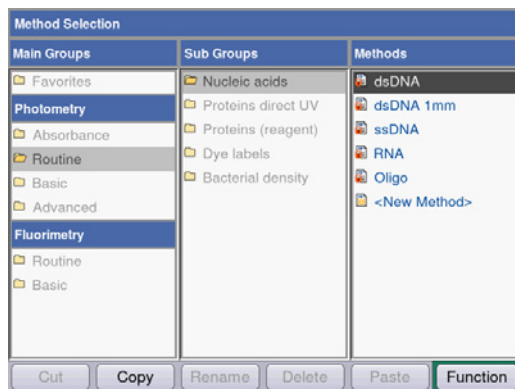 Method Selection
Main Groups
Favorites
Photometry
Absorbance
Routine
Basic
Advanced
Fluorimetry
Routine
Basic
Sub Groups
Nucleic acids
Proteins direct UV
Proteins (reagent)
Dye labels
Bacterial density
Methods
dsDNA
dsDNA 1mm
ssDNA
RNA
Oligo
<New Method>
Cut
Copy
Rename
Delete
Paste
Function